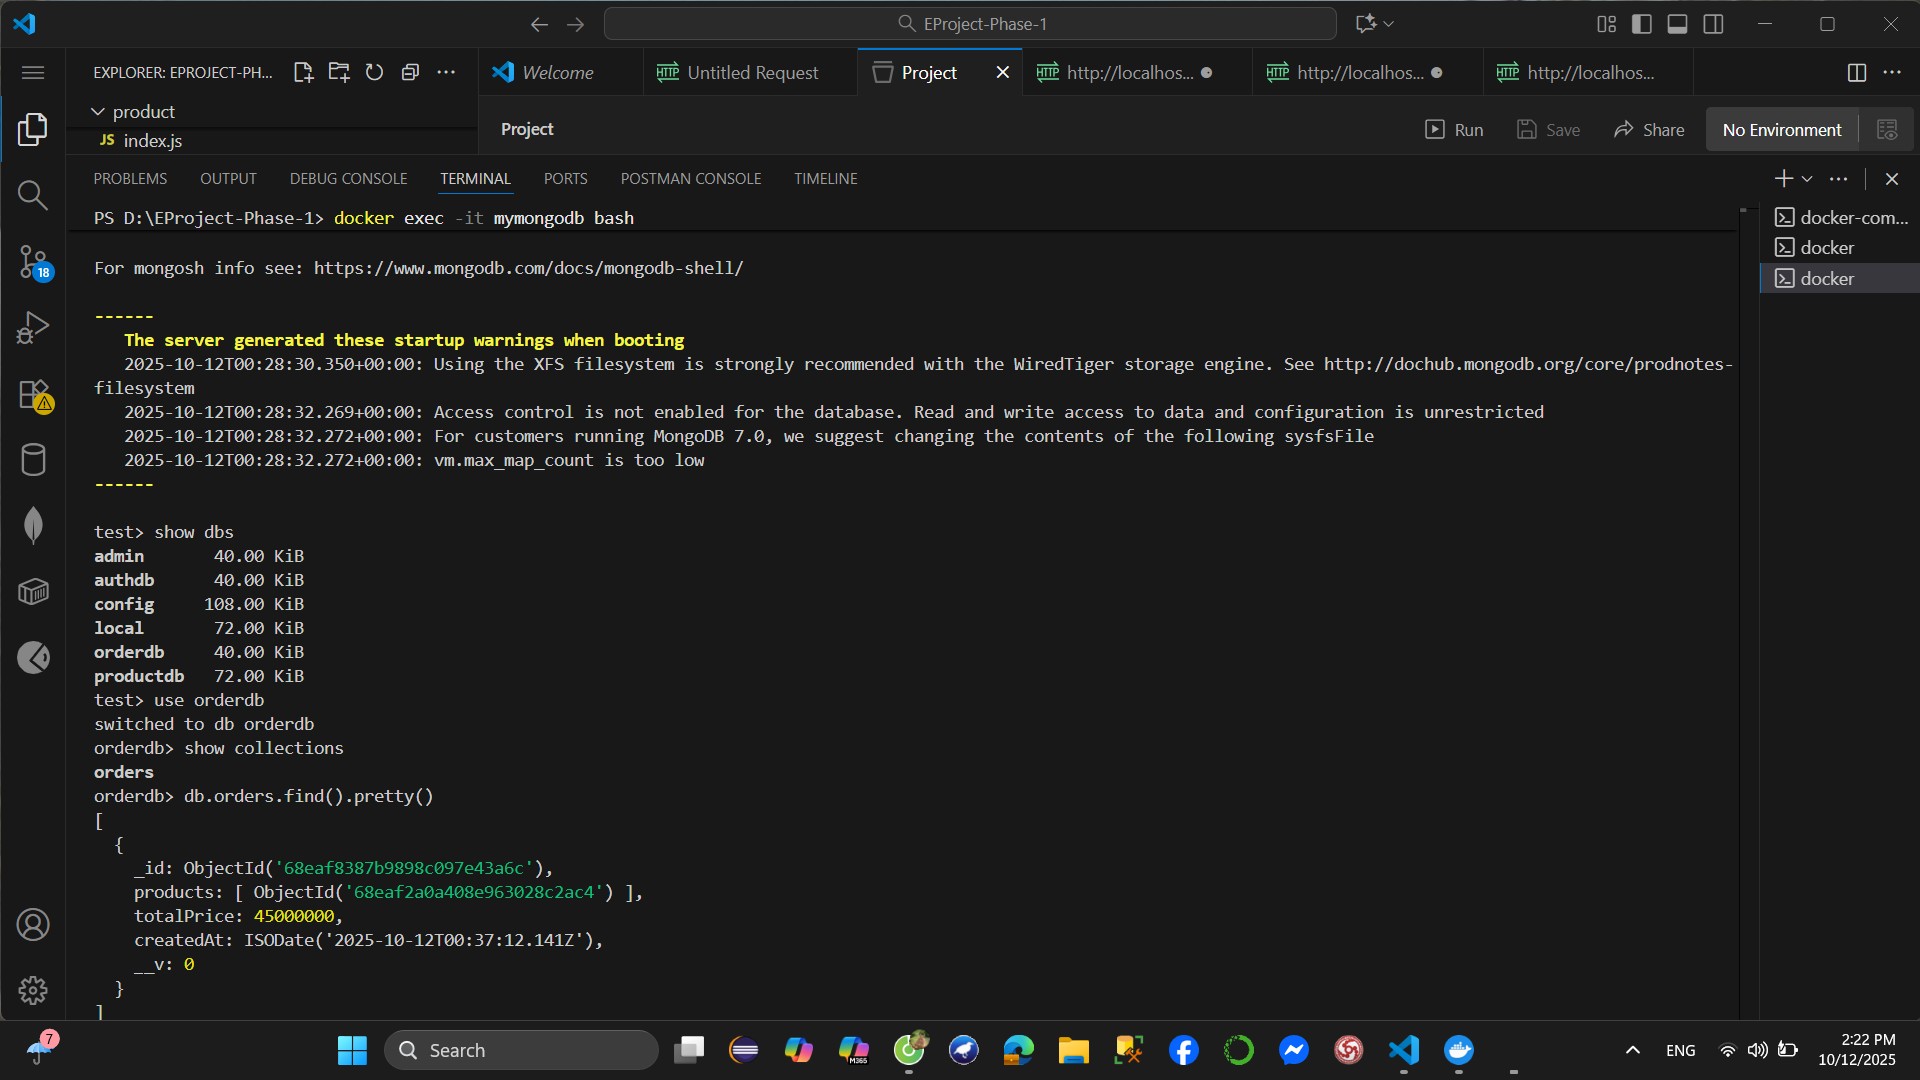 EProject-Phase-1
EXPLORER: EPROJECT-PH...
Welcome
HTTP Untitled Request
Project
HTTP http://localhos...
HTTP http://localhos...
HTTP http://localhos...
product
JS index.js
Project
Run
Save
Share
No Environment
PROBLEMS
OUTPUT
DEBUG CONSOLE
TERMINAL
PORTS
POSTMAN CONSOLE
TIMELINE
PS D:\EProject-Phase-1> docker exec -it mymongodb bash
docker-com...
docker
docker
18
For mongosh info see: https://www.mongodb.com/docs/mongodb-shell/
------
The server generated these startup warnings when booting
2025-10-12T00:28:30.350+00:00: Using the XFS filesystem is strongly recommended with the WiredTiger storage engine. See http://dochub.mongodb.org/core/prodnotes-
filesystem
2025-10-12T00:28:32.269+00:00: Access control is not enabled for the database. Read and write access to data and configuration is unrestricted
2025-10-12T00:28:32.272+00:00: For customers running MongoDB 7.0, we suggest changing the contents of the following sysfsFile
2025-10-12T00:28:32.272+00:00: vm.max_map_count is too low
------
test> show dbs
admin 40.00 KiB
authdb 40.00 KiB
config 108.00 KiB
local 72.00 KiB
orderdb 40.00 KiB
productdb 72.00 KiB
test> use orderdb
switched to db orderdb
orderdb> show collections
orders
orderdb> db.orders.find().pretty()
[
{
_id: ObjectId('68eaf8387b9898c097e43a6c'),
products: [ ObjectId('68eaf2a0a408e963028c2ac4') ],
totalPrice: 45000000,
createdAt: ISODate('2025-10-12T00:37:12.141Z'),
__v: 0
}
]
7
Search
M365
ENG
2:22 PM
10/12/2025